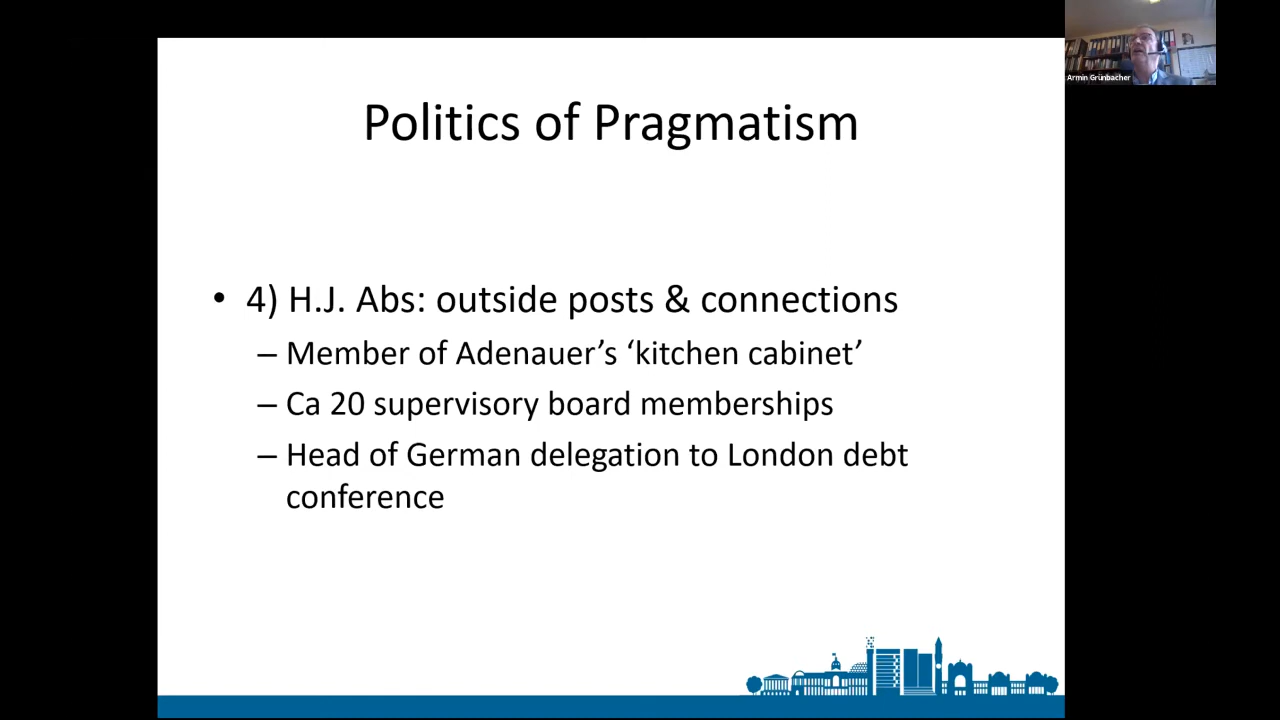 Armin Grünbacher
Politics of Pragmatism
• 4) H.J. Abs: outside posts & connections
– Member of Adenauer’s ‘kitchen cabinet’
– Ca 20 supervisory board memberships
– Head of German delegation to London debt
conference